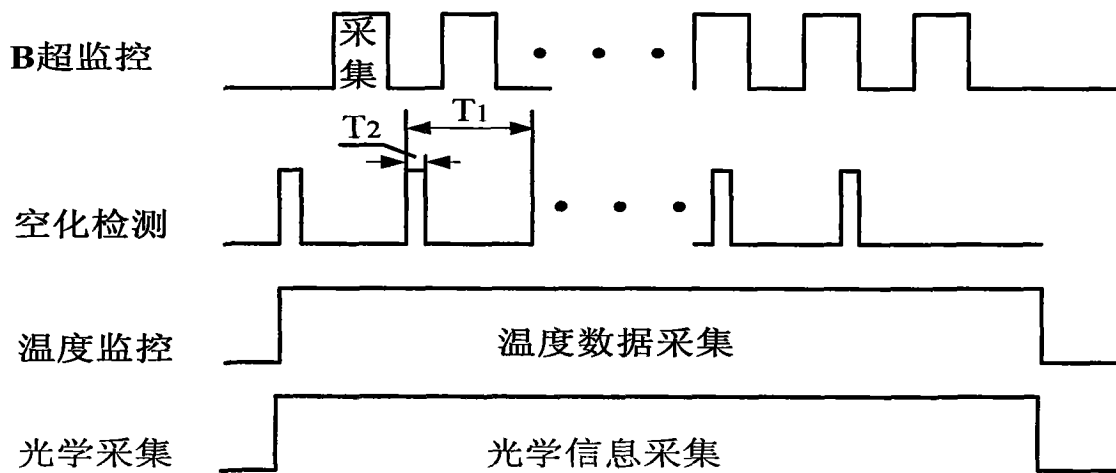 B超监控
采集
T1
T2
空化检测
温度监控
温度数据采集
光学采集
光学信息采集